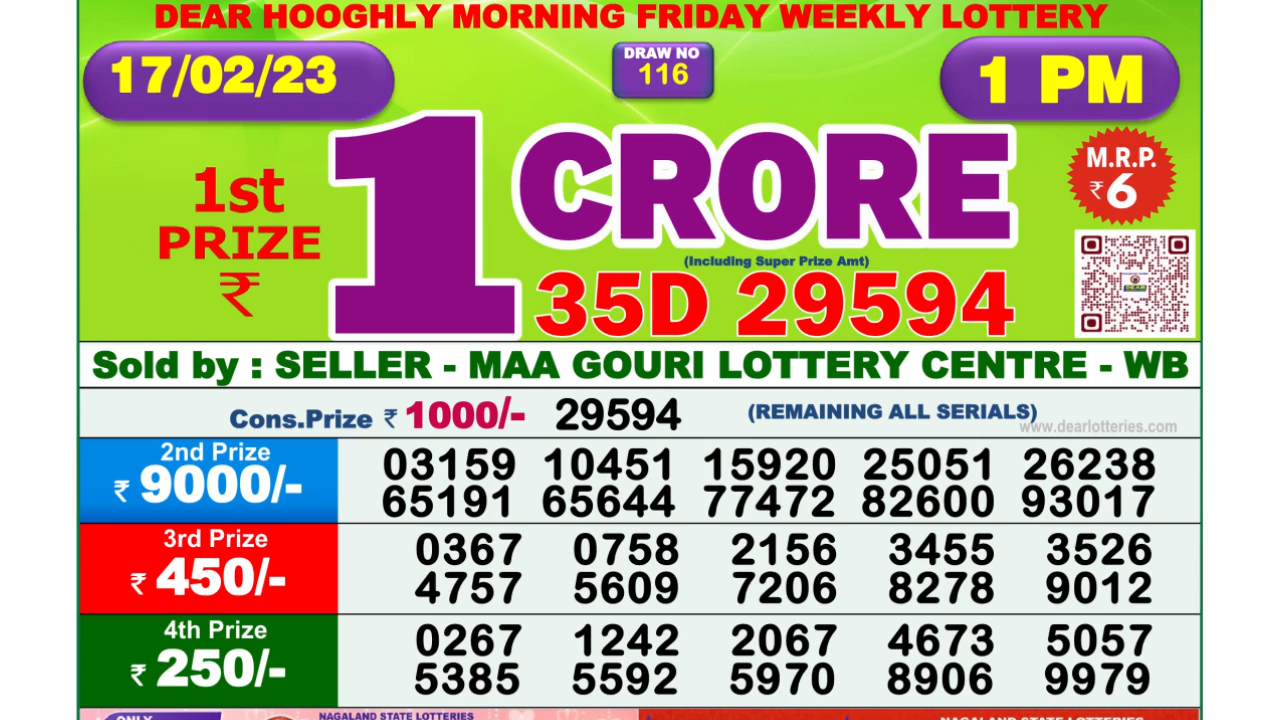 DEAR HOOGHLY MORNING FRIDAY WEEKLY LOTTERY
17/02/23
DRAW NO
116
1 PM
1st
PRIZE
₹
1 CRORE
M.R.P.
₹ 6
(Including Super Prize Amt)
35D 29594
Sold by : SELLER - MAA GOURI LOTTERY CENTRE - WB
Cons.Prize ₹ 1000/- 29594 (REMAINING ALL SERIALS)
www.dearlotteries.com
2nd Prize
₹ 9000/-
03159 10451 15920 25051 26238
65191 65644 77472 82600 93017
3rd Prize
₹ 450/-
0367 0758 2156 3455 3526
4757 5609 7206 8278 9012
4th Prize
₹ 250/-
0267 1242 2067 4673 5057
5385 5592 5970 8906 9979
ONLY
NAGALAND STATE LOTTERIES
NAGALAND STATE LOTTERIES